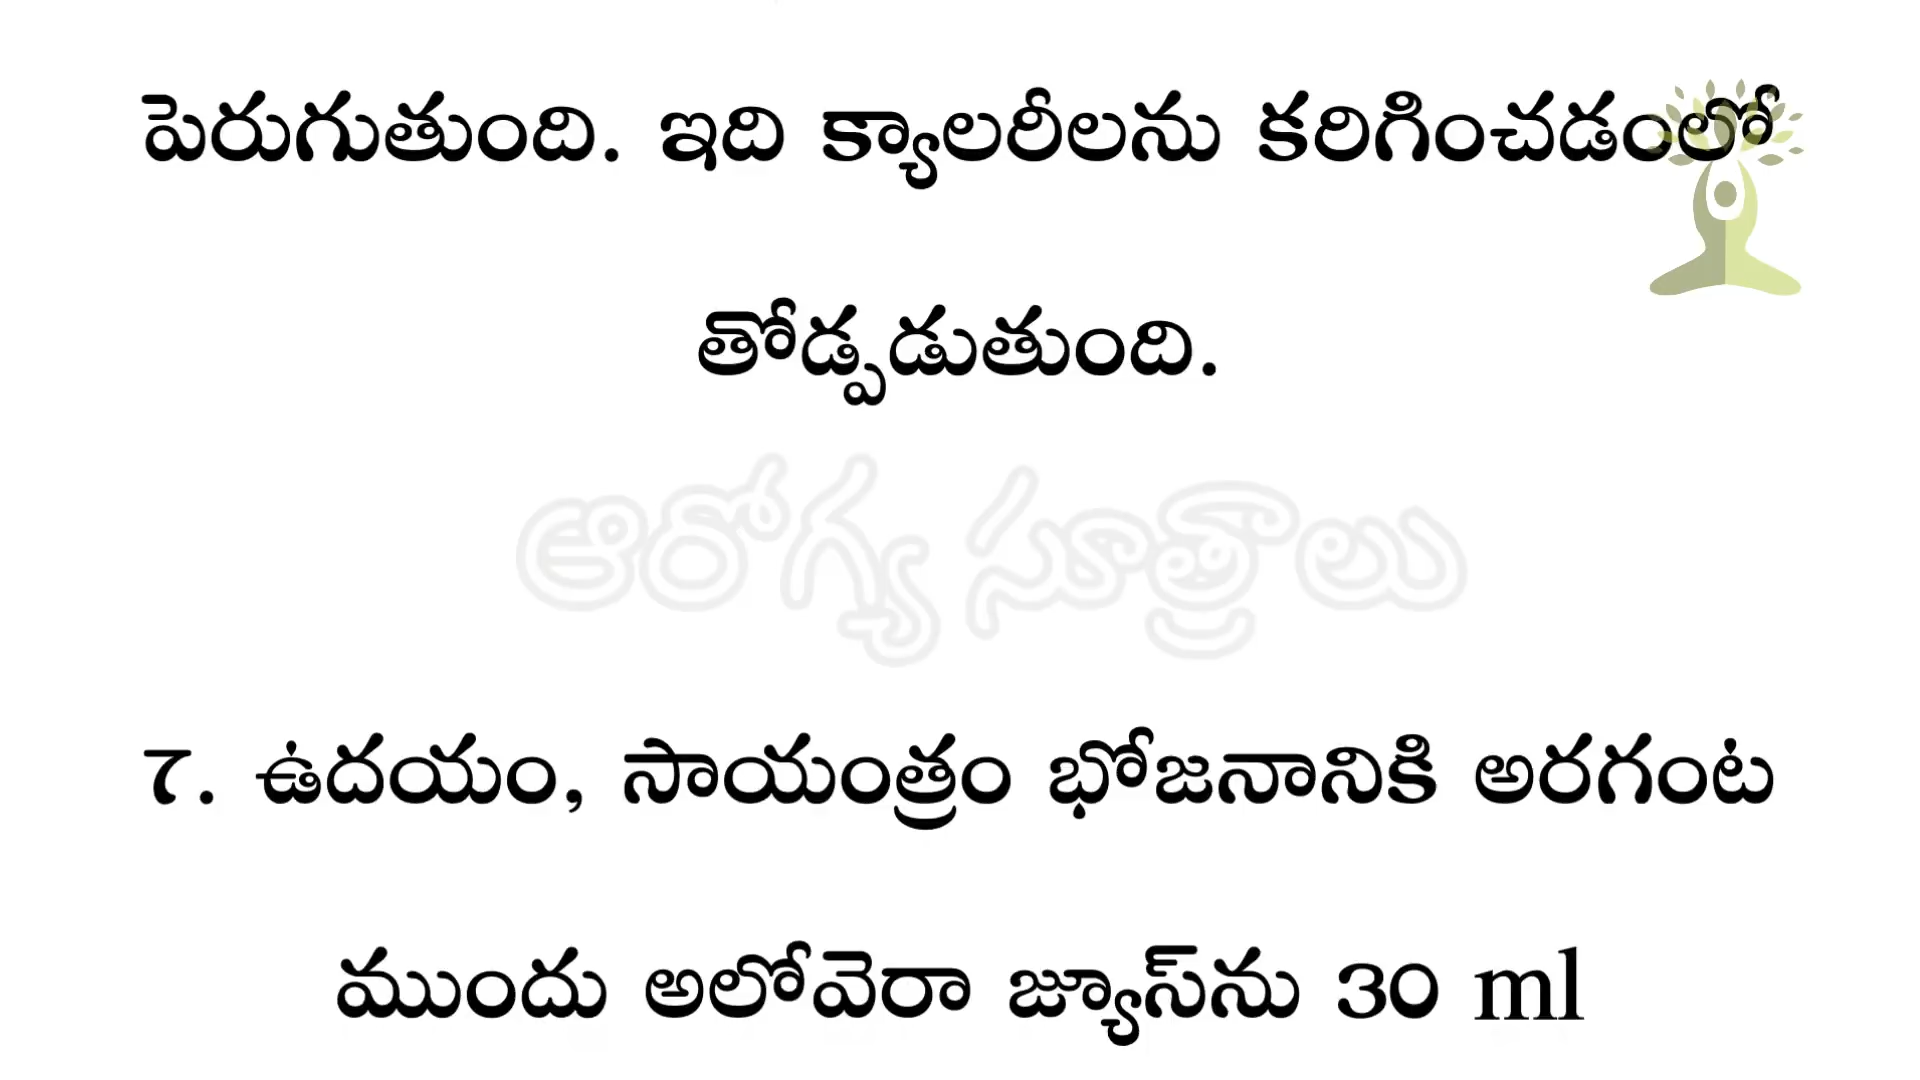 పెరుగుతుంది. ఇది క్యాలరీలను కరిగించడంలో
తోడ్పడుతుంది.
ఆరోగ్య సూత్రాలు
7. ఉదయం, సాయంత్రం భోజనానికి అరగంట
ముందు అలోవెరా జ్యూస్‌ను 30 ml